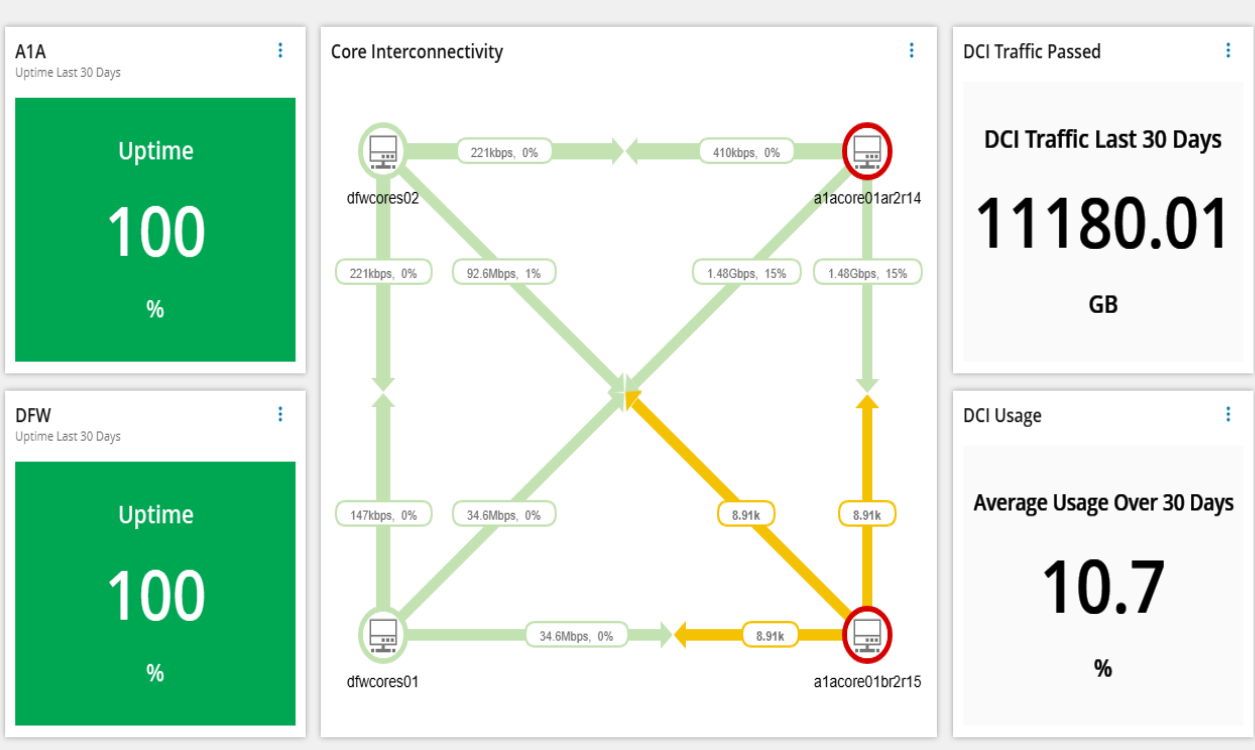 A1A
Uptime Last 30 Days
Uptime
100
%
DFW
Uptime Last 30 Days
Uptime
100
%
Core Interconnectivity
221kbps, 0%
410kbps, 0%
dfwcores02
a1acore01ar2r14
221kbps, 0%
92.6Mbps, 1%
1.48Gbps, 15%
1.48Gbps, 15%
147kbps, 0%
34.6Mbps, 0%
8.91k
8.91k
34.6Mbps, 0%
8.91k
dfwcores01
a1acore01br2r15
DCI Traffic Passed
DCI Traffic Last 30 Days
11180.01
GB
DCI Usage
Average Usage Over 30 Days
10.7
%